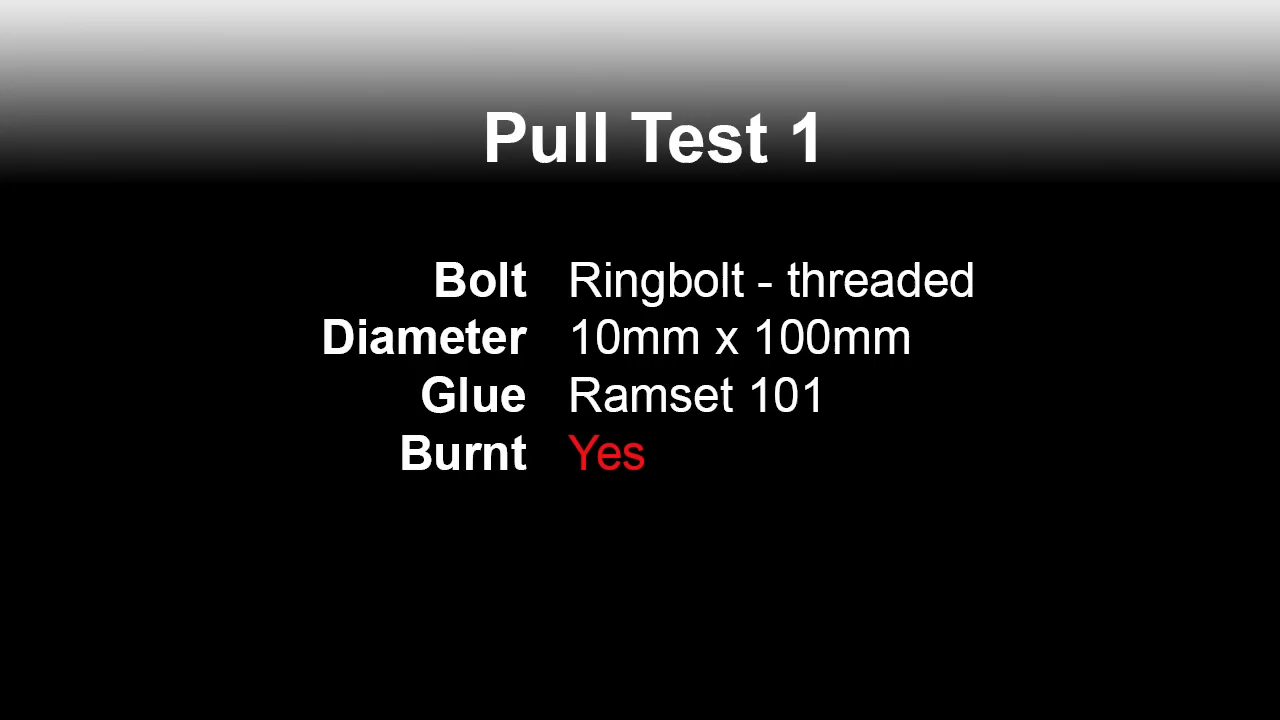 Pull Test 1
Bolt Ringbolt - threaded
Diameter 10mm x 100mm
Glue Ramset 101
Burnt Yes